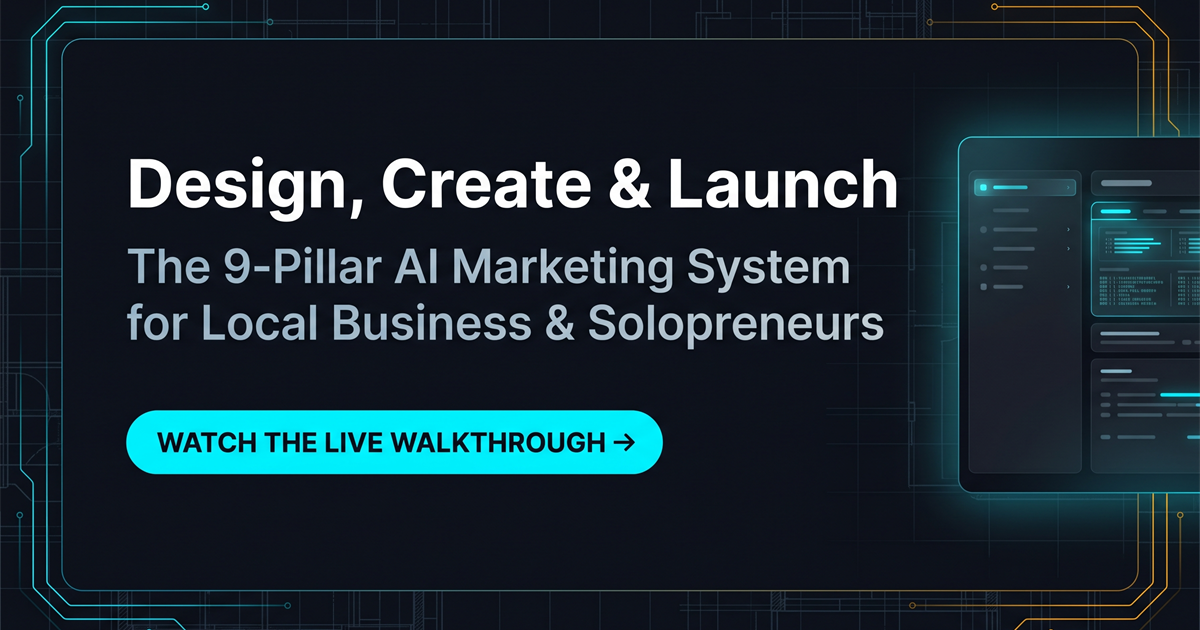 Design, Create & Launch
The 9-Pillar AI Marketing System
for Local Business & Solopreneurs
WATCH THE LIVE WALKTHROUGH →